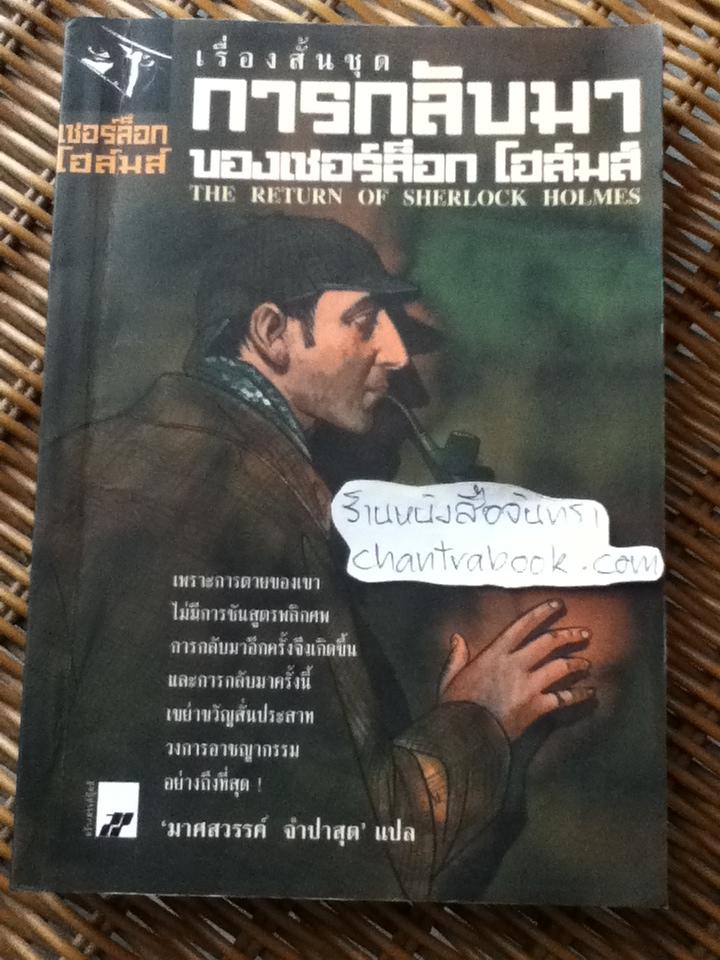 เรื่องสั้นชุด
การกลับมา
ของเชอร์ล็อก โฮล์มส์
THE RETURN OF SHERLOCK HOLMES
เชอร์ล็อก
โฮล์มส์
ร้านหนังสือจันทรา
chantrabook.com
เพราะการตายของเขา
ไม่มีการชันสูตรพลิกศพ
การกลับมาอีกครั้งจึงเกิดขึ้น
และการกลับมาครั้งนี้
เขย่าขวัญสั่นประสาท
วงการอาชญากรรม
อย่างถึงที่สุด !
'มาศสวรรค์ จำปาสุต' แปล